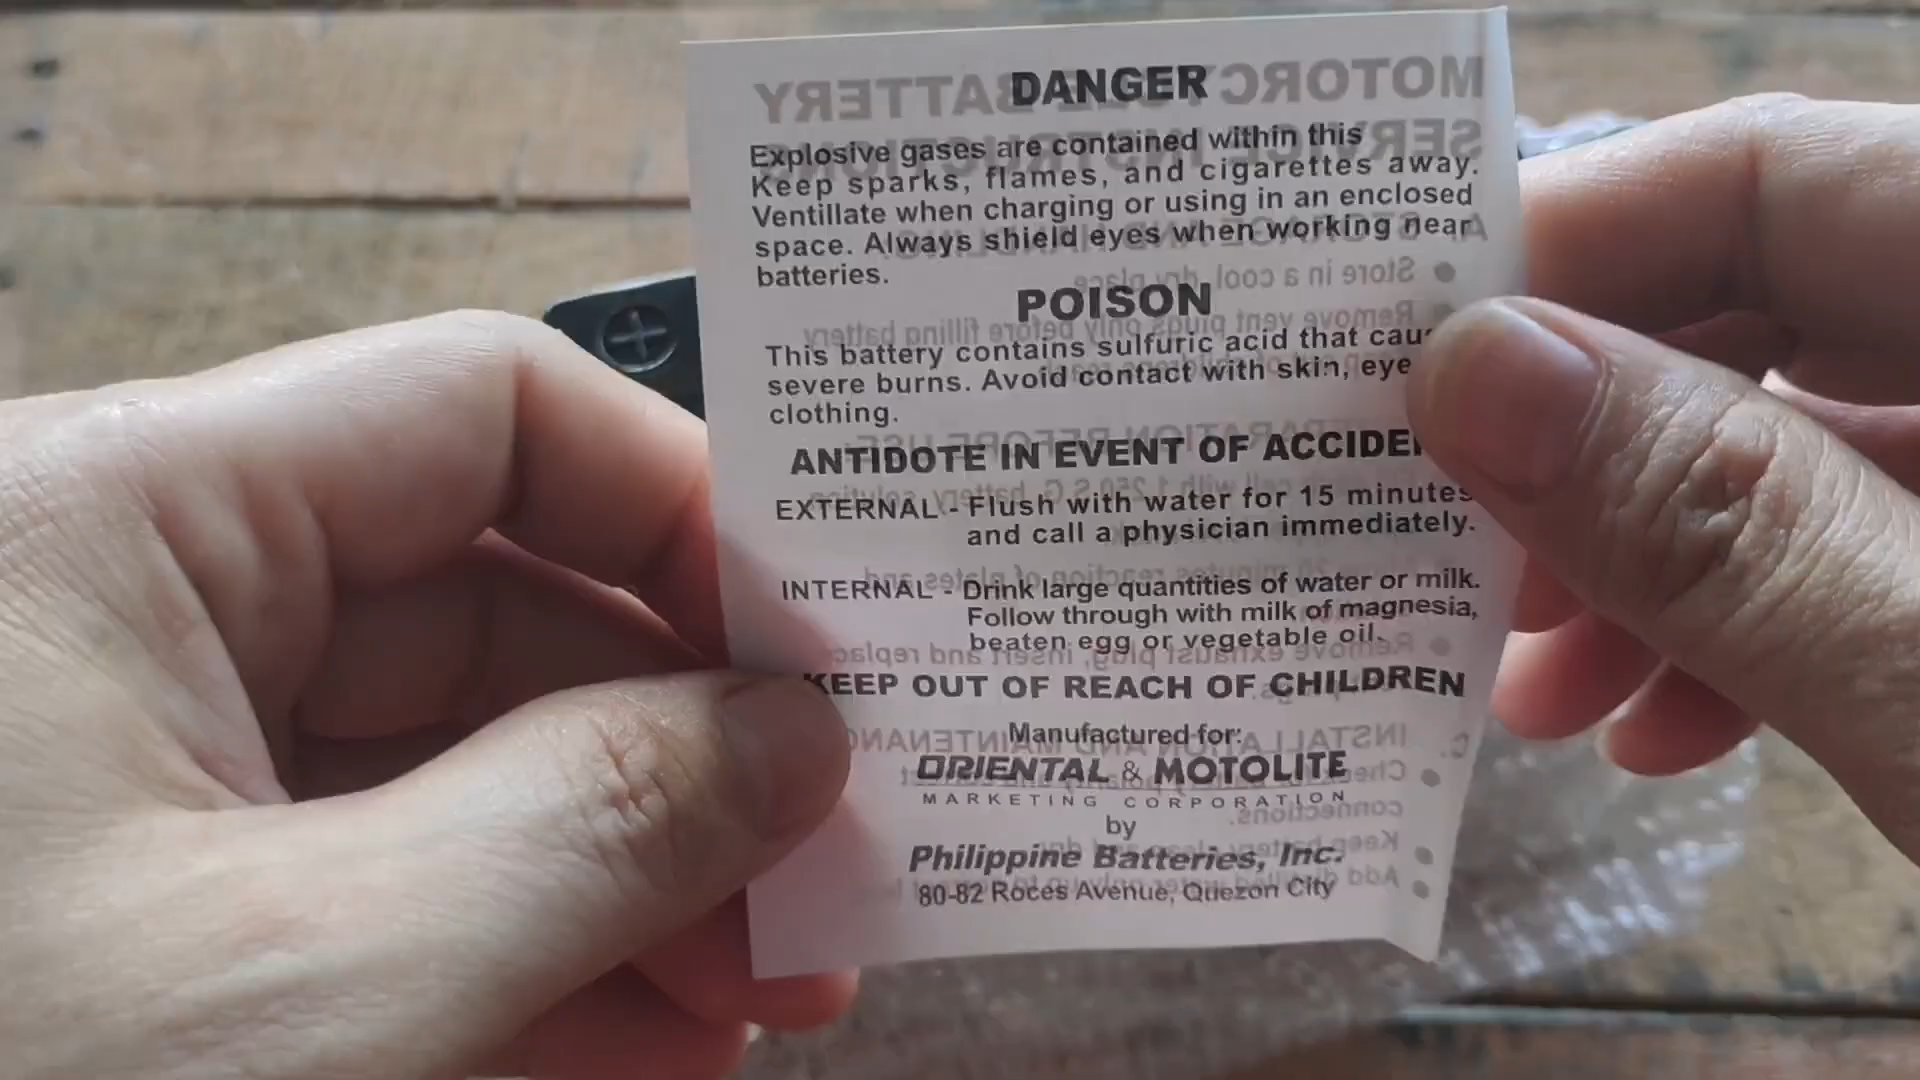 DANGER
Explosive gases are contained within this
Keep sparks, flames, and cigarettes away.
Ventillate when charging or using in an enclosed
space. Always shield eyes when working near
batteries.
POISON
This battery contains sulfuric acid that
severe burns. Avoid contact with skin, eye
clothing.
ANTIDOTE IN EVENT OF
EXTERNAL - Flush with water for 15 minutes
and call a physician immediately.
INTERNAL - Drink large quantities of water or milk.
Follow through with milk of magnesia,
beaten egg or vegetable oil.
KEEP OUT OF REACH OF CHILDREN
Manufactured for:
ORIENTAL & MOTOLITE
MARKETING CORPORATION
by
Philippine Batteries, Inc.
80-82 Roces Avenue, Quezon City